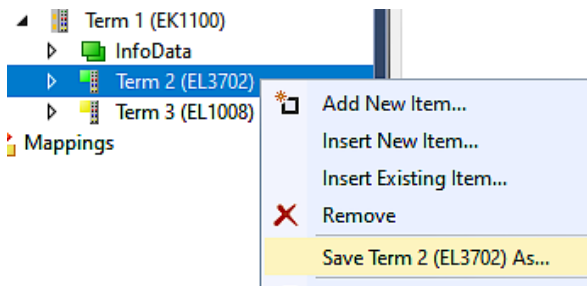 Term 1 (EK1100)
InfoData
Term 2 (EL3702)
Term 3 (EL1008)
Mappings
Add New Item...
Insert New Item...
Insert Existing Item...
Remove
Save Term 2 (EL3702) As...